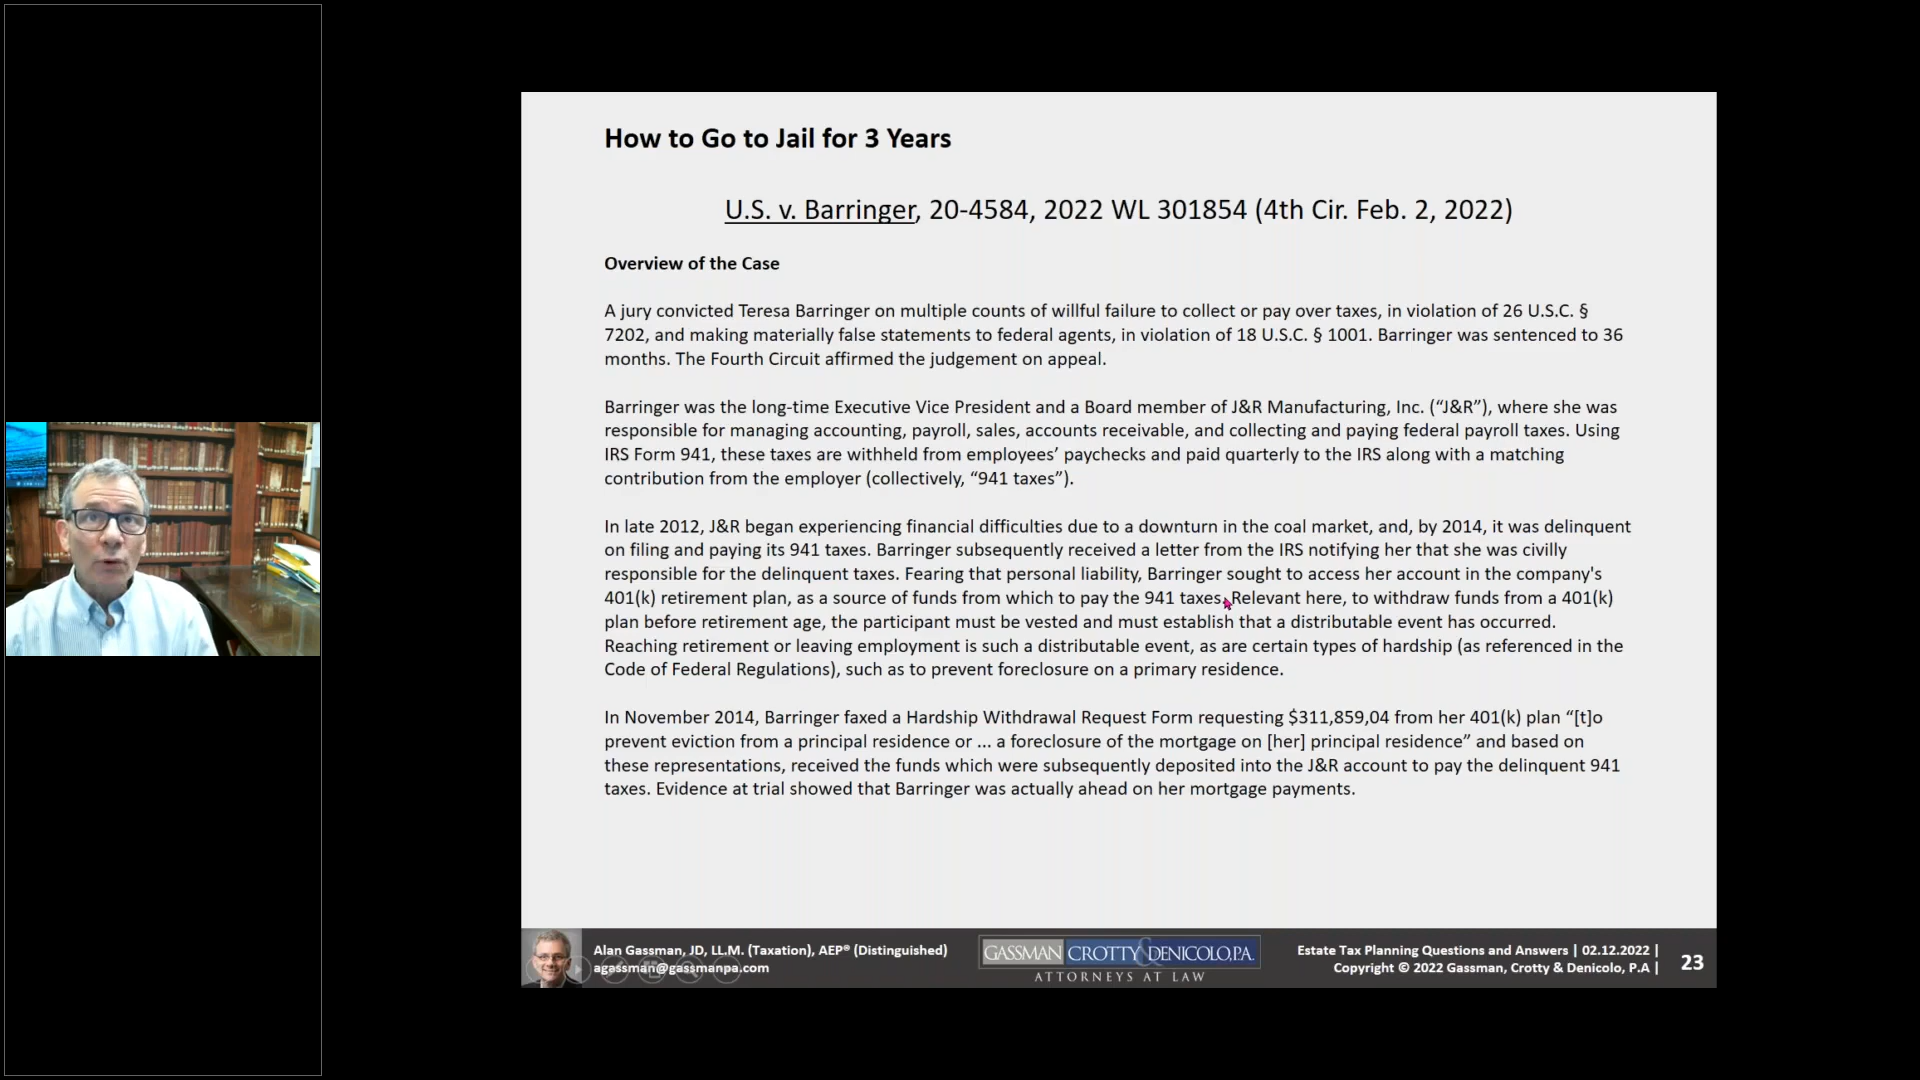 How to Go to Jail for 3 Years
U.S. v. Barringer, 20-4584, 2022 WL 301854 (4th Cir. Feb. 2, 2022)
Overview of the Case
A jury convicted Teresa Barringer on multiple counts of willful failure to collect or pay over taxes, in violation of 26 U.S.C. §
7202, and making materially false statements to federal agents, in violation of 18 U.S.C. § 1001. Barringer was sentenced to 36
months. The Fourth Circuit affirmed the judgement on appeal.
Barringer was the long-time Executive Vice President and a Board member of J&R Manufacturing, Inc. (“J&R”), where she was
responsible for managing accounting, payroll, sales, accounts receivable, and collecting and paying federal payroll taxes. Using
IRS Form 941, these taxes are withheld from employees’ paychecks and paid quarterly to the IRS along with a matching
contribution from the employer (collectively, “941 taxes”).
In late 2012, J&R began experiencing financial difficulties due to a downturn in the coal market, and, by 2014, it was delinquent
on filing and paying its 941 taxes. Barringer subsequently received a letter from the IRS notifying her that she was civilly
responsible for the delinquent taxes. Fearing that personal liability, Barringer sought to access her account in the company's
401(k) retirement plan, as a source of funds from which to pay the 941 taxes. Relevant here, to withdraw funds from a 401(k)
plan before retirement age, the participant must be vested and must establish that a distributable event has occurred.
Reaching retirement or leaving employment is such a distributable event, as are certain types of hardship (as referenced in the
Code of Federal Regulations), such as to prevent foreclosure on a primary residence.
In November 2014, Barringer faxed a Hardship Withdrawal Request Form requesting $311,859,04 from her 401(k) plan “[t]o
prevent eviction from a principal residence or ... a foreclosure of the mortgage on [her] principal residence” and based on
these representations, received the funds which were subsequently deposited into the J&R account to pay the delinquent 941
taxes. Evidence at trial showed that Barringer was actually ahead on her mortgage payments.
Alan Gassman, JD, LL.M. (Taxation), AEP® (Distinguished)
agassman@gassmanpa.com
GASSMAN CROTTY & DENICOLO, P.A.
ATTORNEYS AT LAW
Estate Tax Planning Questions and Answers | 02.12.2022 |
Copyright © 2022 Gassman, Crotty & Denicolo, P.A |
23